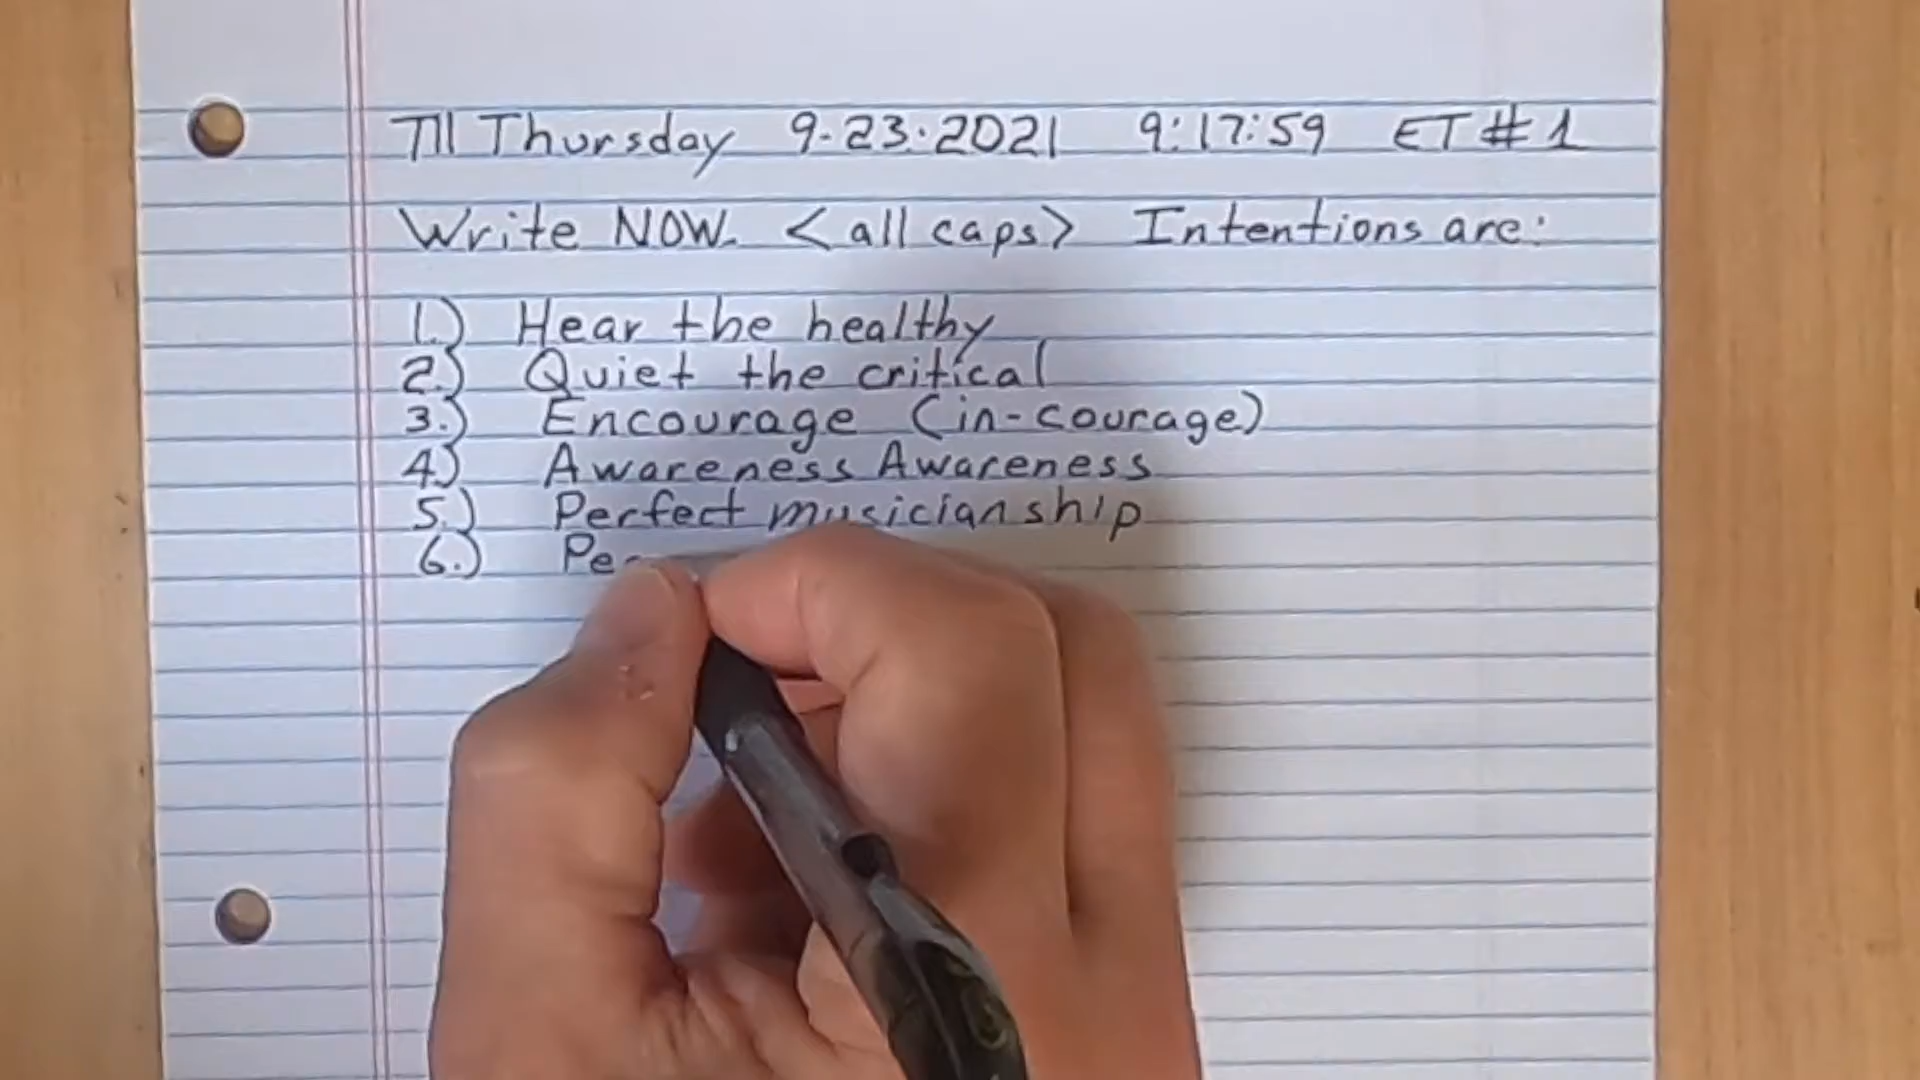 Till Thursday 9-23-2021 9:17:59 ET #1
Write NOW. <all caps> Intentions are:
1.) Hear the healthy
2.) Quiet the critical
3.) Encourage (in-courage)
4.) Awareness Awareness
5.) Perfect musicianship
6.) Pe